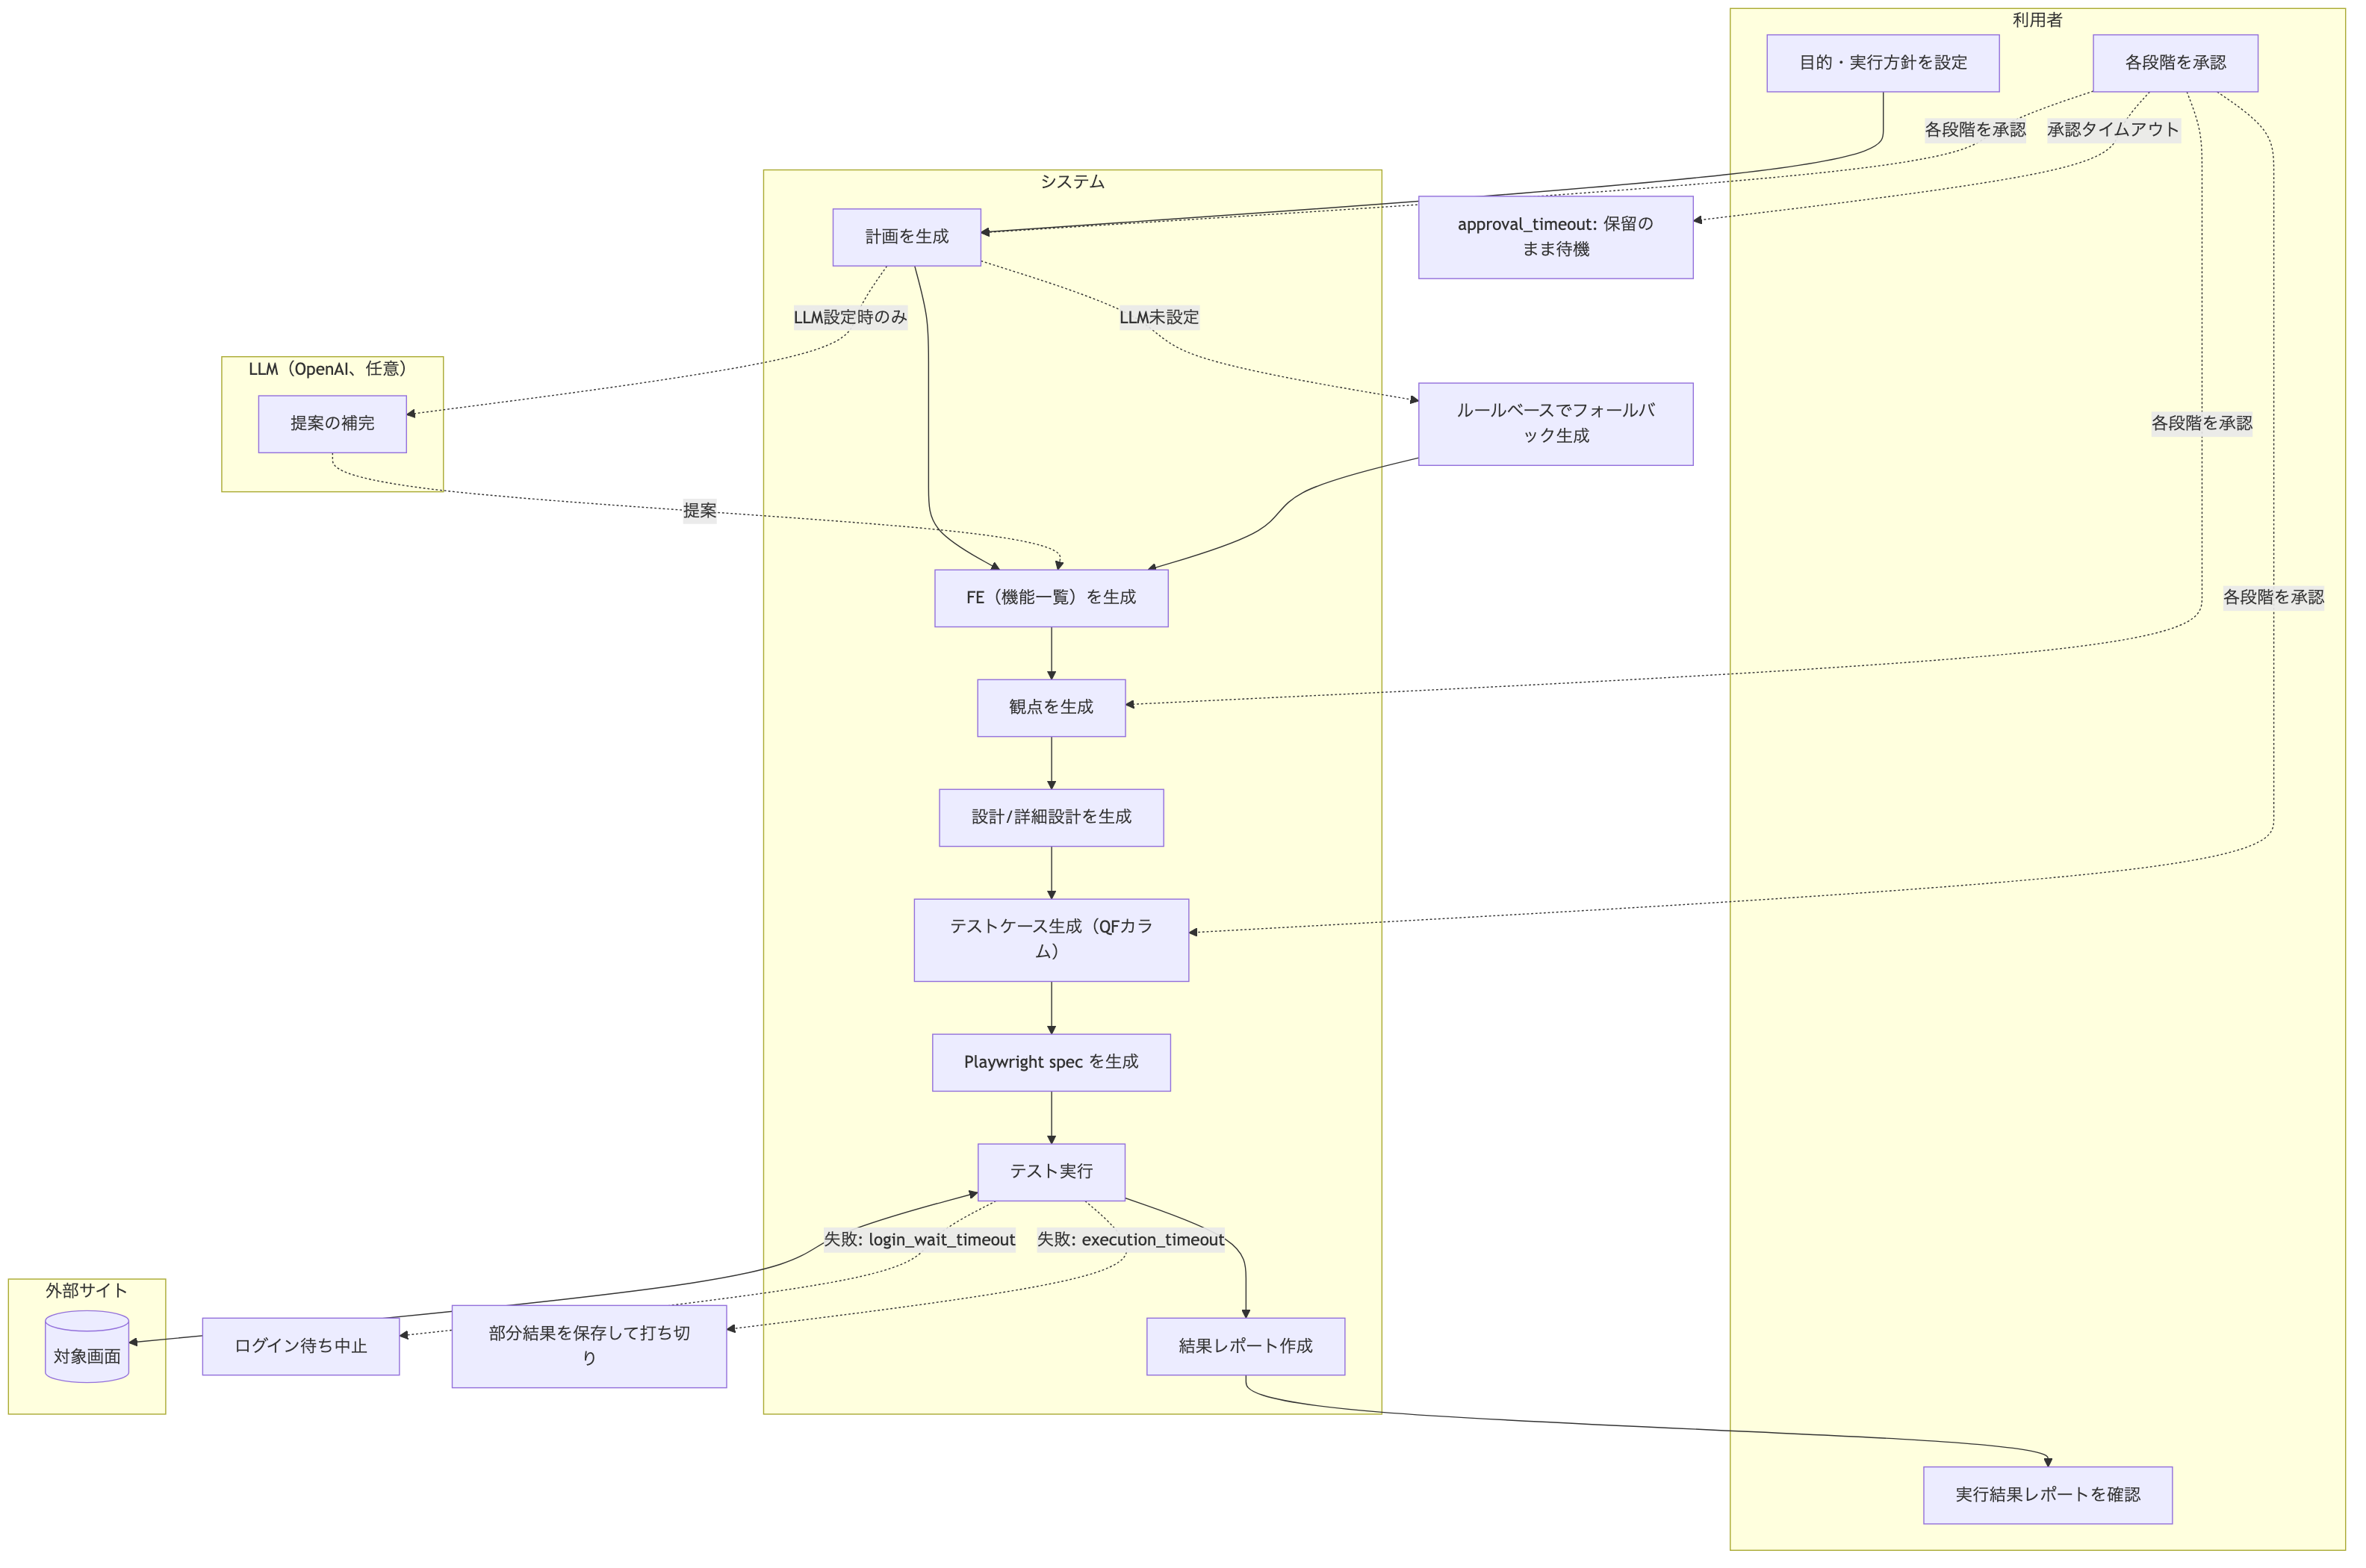 利用者
目的・実行方針を設定
各段階を承認
各段階を承認
承認タイムアウト
システム
計画を生成
approval_timeout: 保留の
まま待機
LLM設定時のみ
LLM未設定
LLM（OpenAI、任意）
提案の補完
ルールベースでフォールバ
ック生成
各段階を承認
提案
FE（機能一覧）を生成
各段階を承認
観点を生成
設計/詳細設計を生成
テストケース生成（QFカラ
ム）
Playwright spec を生成
テスト実行
失敗: login_wait_timeout
失敗: execution_timeout
外部サイト
対象画面
ログイン待ち中止
部分結果を保存して打ち切
り
結果レポート作成
実行結果レポートを確認